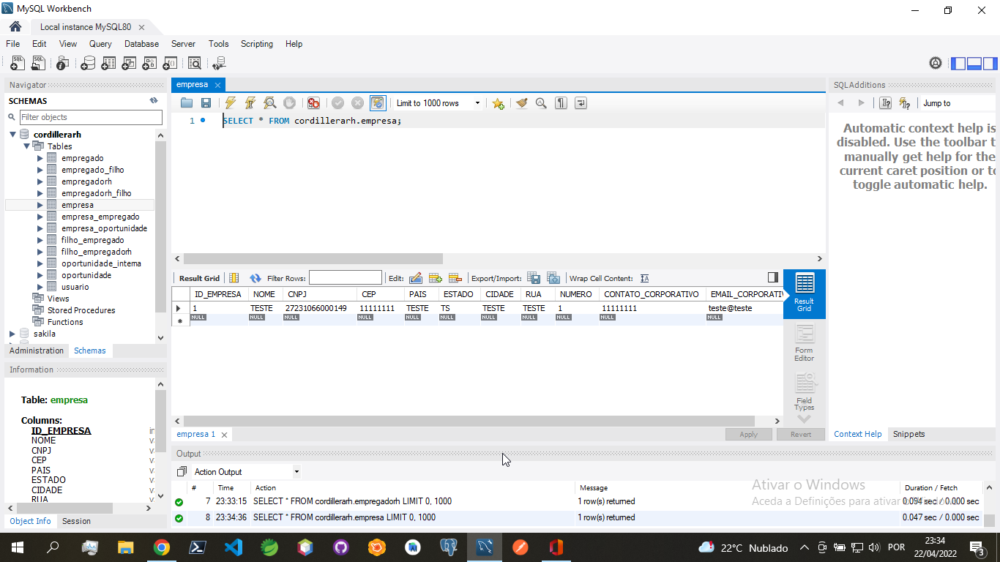 MySQL Workbench
Local instance MySQL80
File Edit View Query Database Server Tools Scripting Help
Navigator
SCHEMAS
Filter objects
cordillerarh
Tables
empregado
empregado_filho
empregadorh
empregadorh_filho
empresa
empresa_empregado
empresa_oportunidade
filho_empregado
filho_empregadorh
oportunidade_interna
oportunidade
usuario
Views
Stored Procedures
Functions
sakila
Administration Schemas
Information
Table: empresa
Columns:
ID_EMPRESA
NOME
CNPJ
CEP
PAIS
ESTADO
CIDADE
RUA
Object Info Session
empresa
Limit to 1000 rows
1 SELECT * FROM cordillerarh.empresa;
Result Grid Filter Rows: Edit: Export/Import: Wrap Cell Content:
ID_EMPRESA NOME CNPJ CEP PAIS ESTADO CIDADE RUA NUMERO CONTATO_CORPORATIVO EMAIL_CORPORATIV
1 TESTE 27231066000149 11111111 TESTE TS TESTE TESTE 1 11111111 teste@teste
NULL NULL NULL NULL NULL NULL NULL NULL NULL NULL NULL
Result Grid
Form Editor
Field Types
empresa 1
Apply Revert
SQLAdditions
Jump to
Automatic context help is
disabled. Use the toolbar t
manually get help for the
current caret position or to
toggle automatic help.
Context Help Snippets
Output
Action Output
# Time Action Message Duration / Fetch
7 23:33:15 SELECT * FROM cordillerarh.empregadorh LIMIT 0, 1000 1 row(s) returned 0.094 sec / 0.000 sec
8 23:34:36 SELECT * FROM cordillerarh.empresa LIMIT 0, 1000 1 row(s) returned 0.047 sec / 0.000 sec
Ativar o Windows
Aceda a Definições para ativar o Windows.
22°C Nublado
POR
23:34
22/04/2022
3